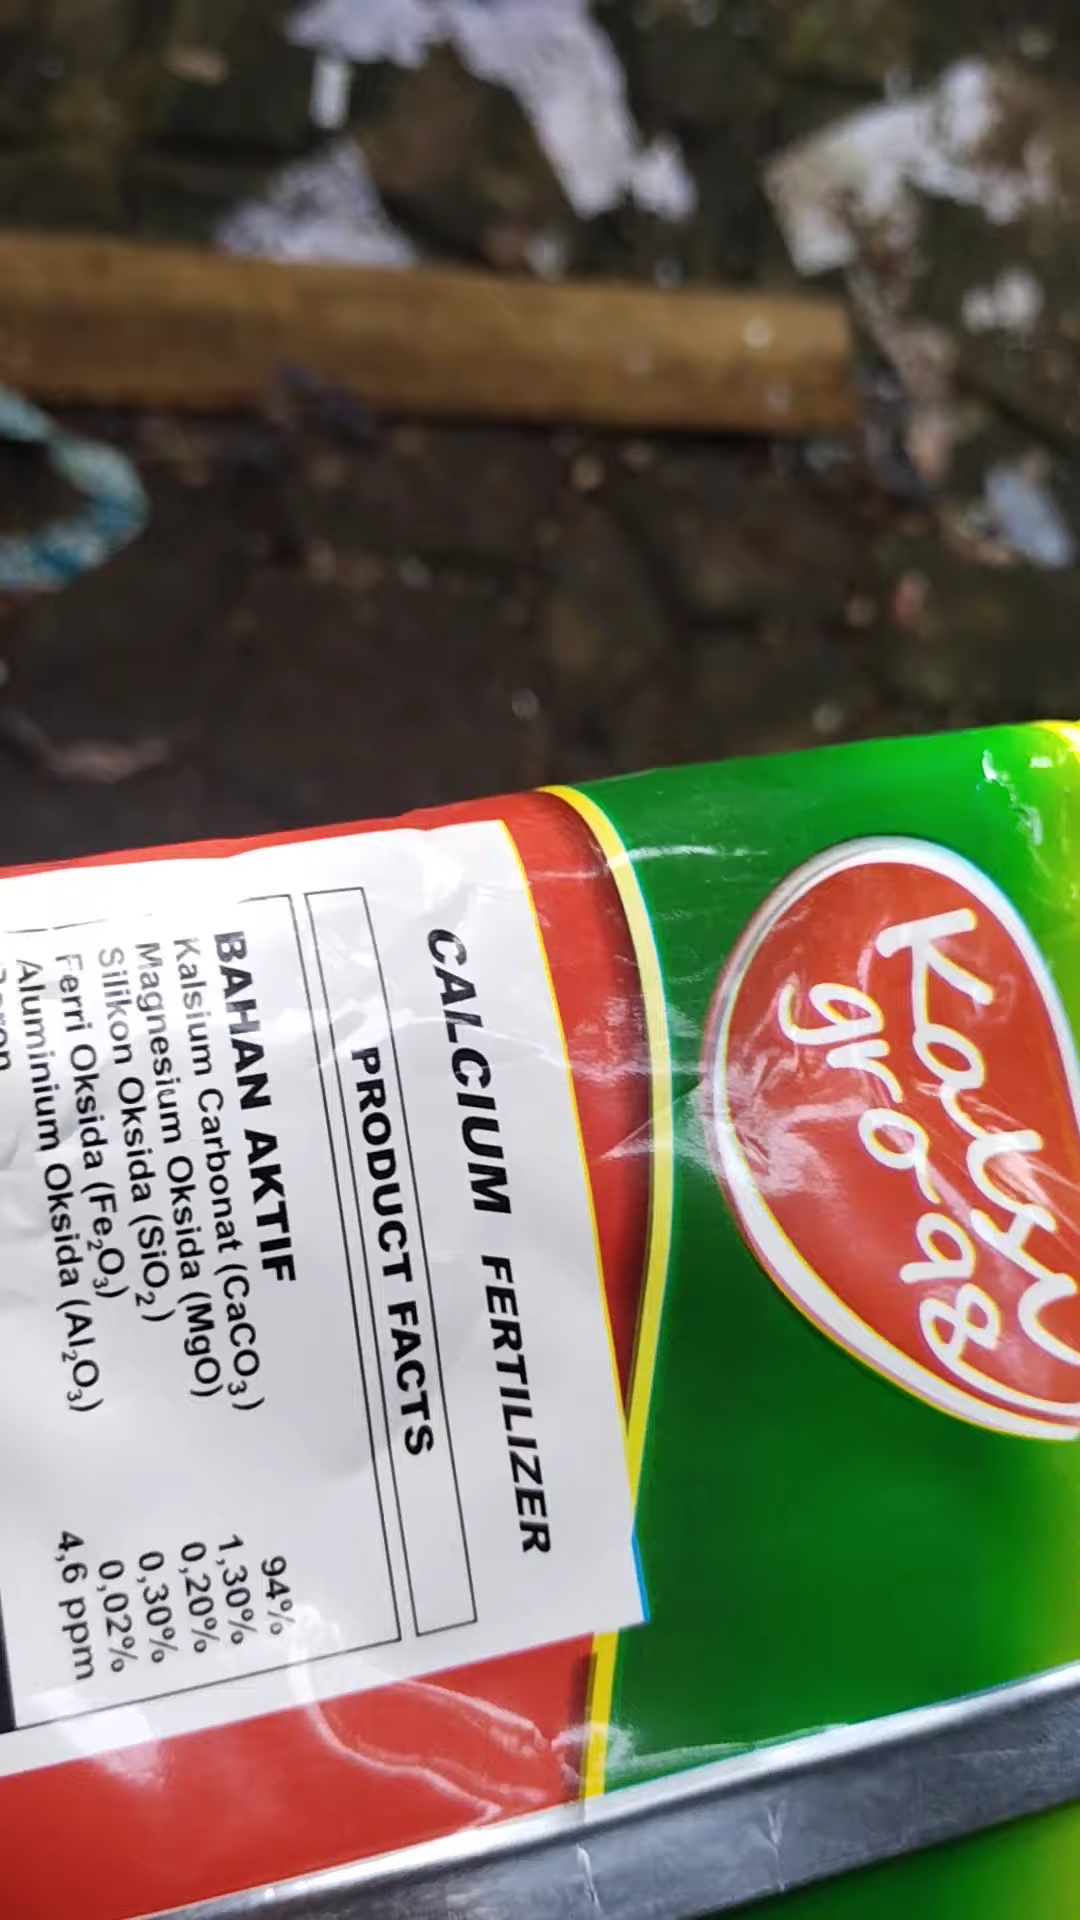 gro-98
CALCIUM FERTILIZER
PRODUCT FACTS
BAHAN AKTIF
Kalsium Carbonat (CaCO₃) 94%
Magnesium Oksida (MgO) 1,30%
Silikon Oksida (SiO₂) 0,20%
Ferri Oksida (Fe₂O₃) 0,30%
Aluminium Oksida (Al₂O₃) 0,02%
4,6 ppm